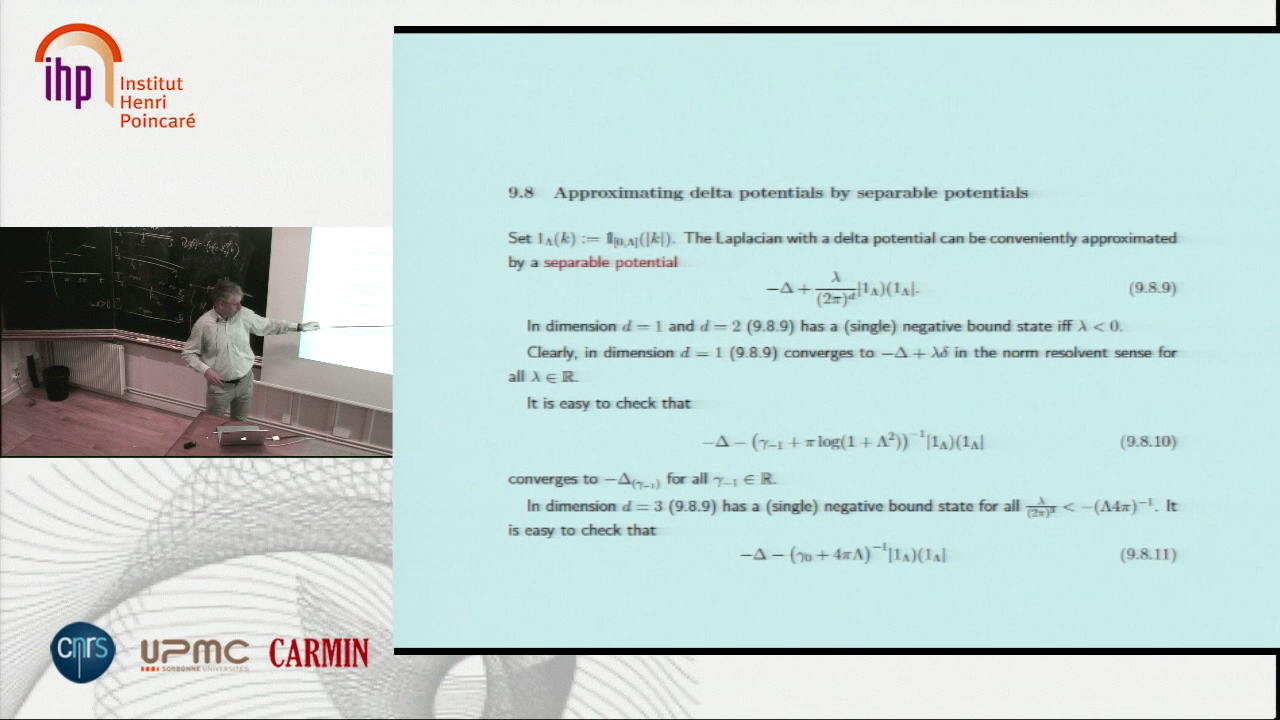 ihp Institut
Henri
Poincaré
9.8 Approximating delta potentials by separable potentials
Set 1_Λ(k) := 𝟙_[0,Λ](|k|). The Laplacian with a delta potential can be conveniently approximated
by a separable potential
−Δ + λ/(2π)^d |1_Λ)(1_Λ|. (9.8.9)
In dimension d = 1 and d = 2 (9.8.9) has a (single) negative bound state iff λ < 0.
Clearly, in dimension d = 1 (9.8.9) converges to −Δ + λδ in the norm resolvent sense for
all λ ∈ ℝ.
It is easy to check that
−Δ − (γ_−1 + π log(1 + Λ²))^−1 |1_Λ)(1_Λ| (9.8.10)
converges to −Δ_(γ_−1) for all γ_−1 ∈ ℝ.
In dimension d = 3 (9.8.9) has a (single) negative bound state for all λ/(2π)^3 < −(Λ4π)^−1. It
is easy to check that
−Δ − (γ_0 + 4πΛ)^−1 |1_Λ)(1_Λ| (9.8.11)
cnrs UPMC CARMIN
SORBONNE UNIVERSITÉS